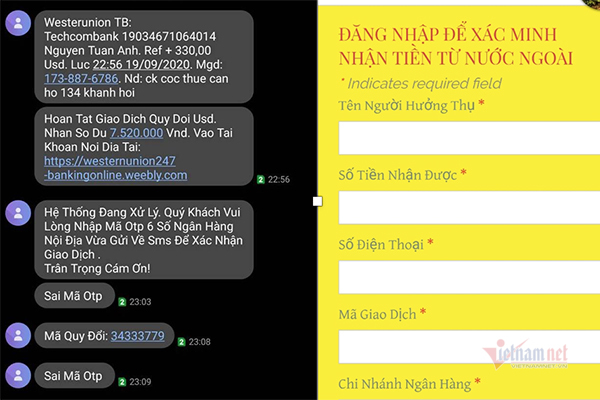 Westerunion TB:
Techcombank 19034671064014
Nguyen Tuan Anh. Ref + 330,00
Usd. Luc 22:56 19/09/2020. Mgd:
173-887-6786. Nd: ck coc thue can
ho 134 khanh hoi
Hoan Tat Giao Dich Quy Doi Usd.
Nhan So Du 7.520.000 Vnd. Vao Tai
Khoan Noi Dia Tai:
https://westernunion247
-bankingonline.weebly.com
2 22:56
Hệ Thống Đang Xử Lý. Quý Khách Vui
Lòng Nhập Mã Otp 6 Số Ngân Hàng
Nội Địa Vừa Gửi Về Sms Để Xác Nhận
Giao Dịch .
Trân Trọng Cám Ơn!
Sai Mã Otp
2 23:03
Mã Quy Đổi: 34333779
2 23:08
Sai Mã Otp
2 23:09
ĐĂNG NHẬP ĐỂ XÁC MINH
NHẬN TIỀN TỪ NƯỚC NGOÀI
* Indicates required field
Tên Người Hưởng Thụ *
Số Tiền Nhận Được *
Số Điện Thoại *
Mã Giao Dịch *
Chi Nhánh Ngân Hàng *
Vietnamnet
VIETNAMNET.VN